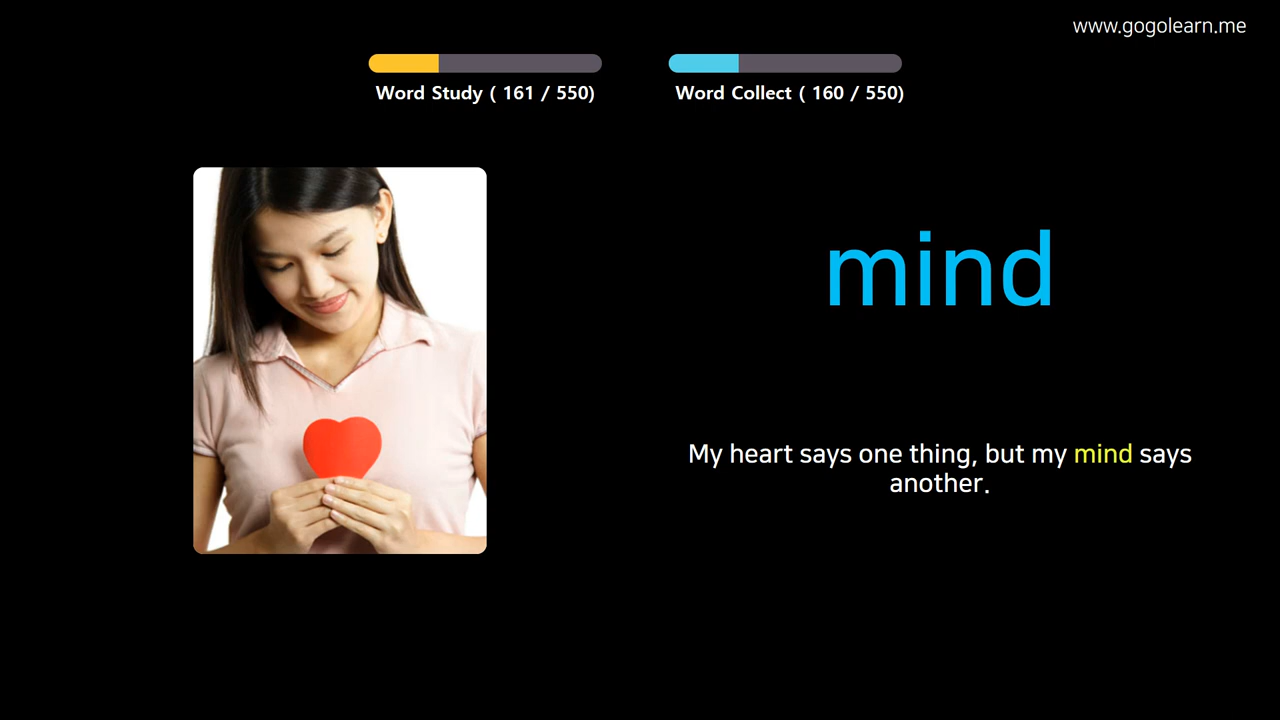 www.gogolearn.me
Word Study ( 161 / 550)
Word Collect ( 160 / 550)
mind
My heart says one thing, but my mind says
another.